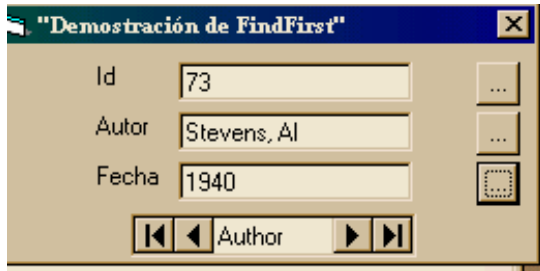 "Demostración de FindFirst"
Id 73 ...
Autor Stevens, Al ...
Fecha 1940 ...
Author